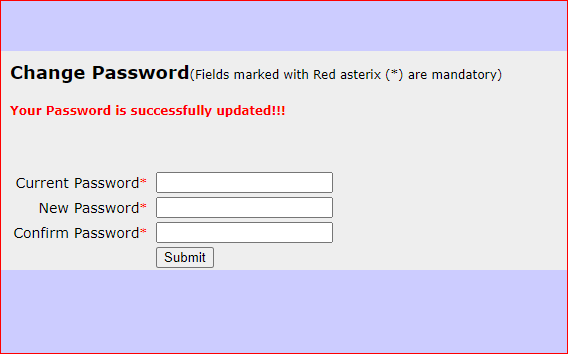 Change Password(Fields marked with Red asterix (*) are mandatory)
Your Password is successfully updated!!!
Current Password*
New Password*
Confirm Password*
Submit